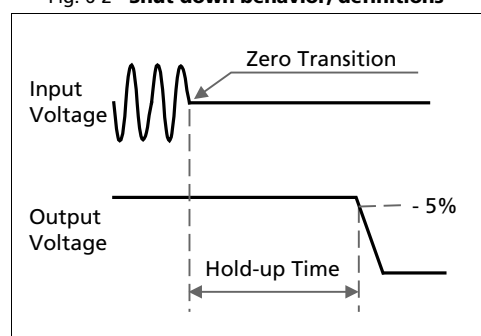 Fig. 6-2 Shut down behavior, definitions
Zero Transition
Input
Voltage
- 5%
Output
Voltage
Hold-up Time